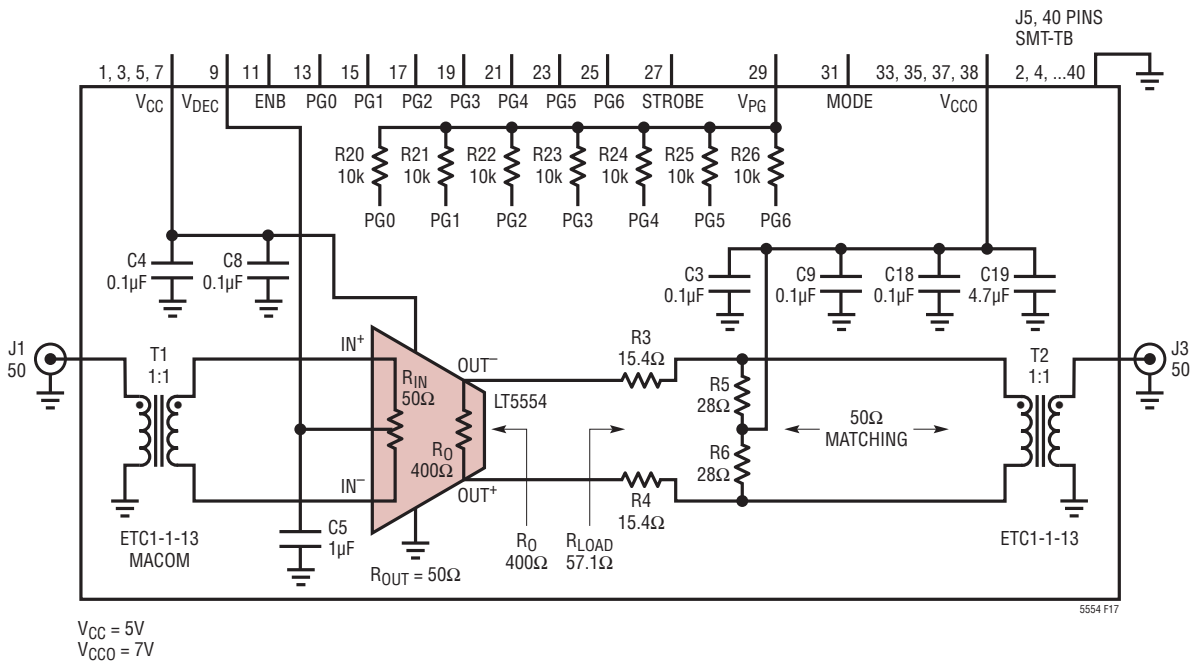 J5, 40 PINS
SMT-TB
1, 3, 5, 7 9 11 13 15 17 19 21 23 25 27 29 31 33, 35, 37, 38 2, 4, ...40
VCC VDEC ENB PG0 PG1 PG2 PG3 PG4 PG5 PG6 STROBE VPG MODE VCCO
R20 10k
R21 10k
R22 10k
R23 10k
R24 10k
R25 10k
R26 10k
PG0 PG1 PG2 PG3 PG4 PG5 PG6
C4 0.1µF
C8 0.1µF
C3 0.1µF
C9 0.1µF
C18 0.1µF
C19 4.7µF
J1
50
T1
1:1
IN+
IN−
RIN
50Ω
RO
400Ω
OUT−
LT5554
OUT+
R3
15.4Ω
R5
28Ω
R6
28Ω
50Ω
MATCHING
T2
1:1
J3
50
R4
15.4Ω
ETC1-1-13
MACOM
C5
1µF
ROUT = 50Ω
RO
400Ω
RLOAD
57.1Ω
ETC1-1-13
5554 F17
VCC = 5V
VCCO = 7V